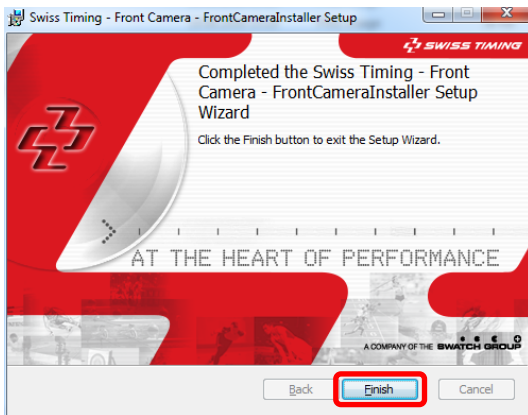 Swiss Timing - Front Camera - FrontCameraInstaller Setup
SWISS TIMING
Completed the Swiss Timing - Front
Camera - FrontCameraInstaller Setup
Wizard
Click the Finish button to exit the Setup Wizard.
AT THE HEART OF PERFORMANCE
A COMPANY OF THE SWATCH GROUP
Back Finish Cancel